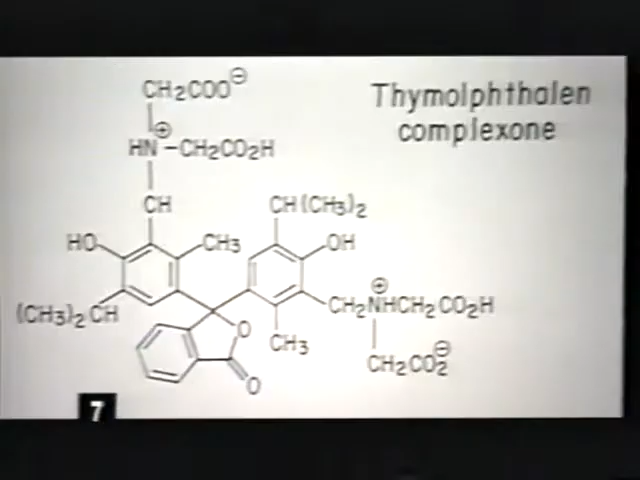 Thymolphthalen
complexone
CH2COO⊖
⊕
HN-CH2CO2H
CH
CH(CH3)2
HO
CH3
OH
⊕
(CH3)2CH
CH2NHCH2CO2H
O
CH3
CH2CO2⊖
O
7